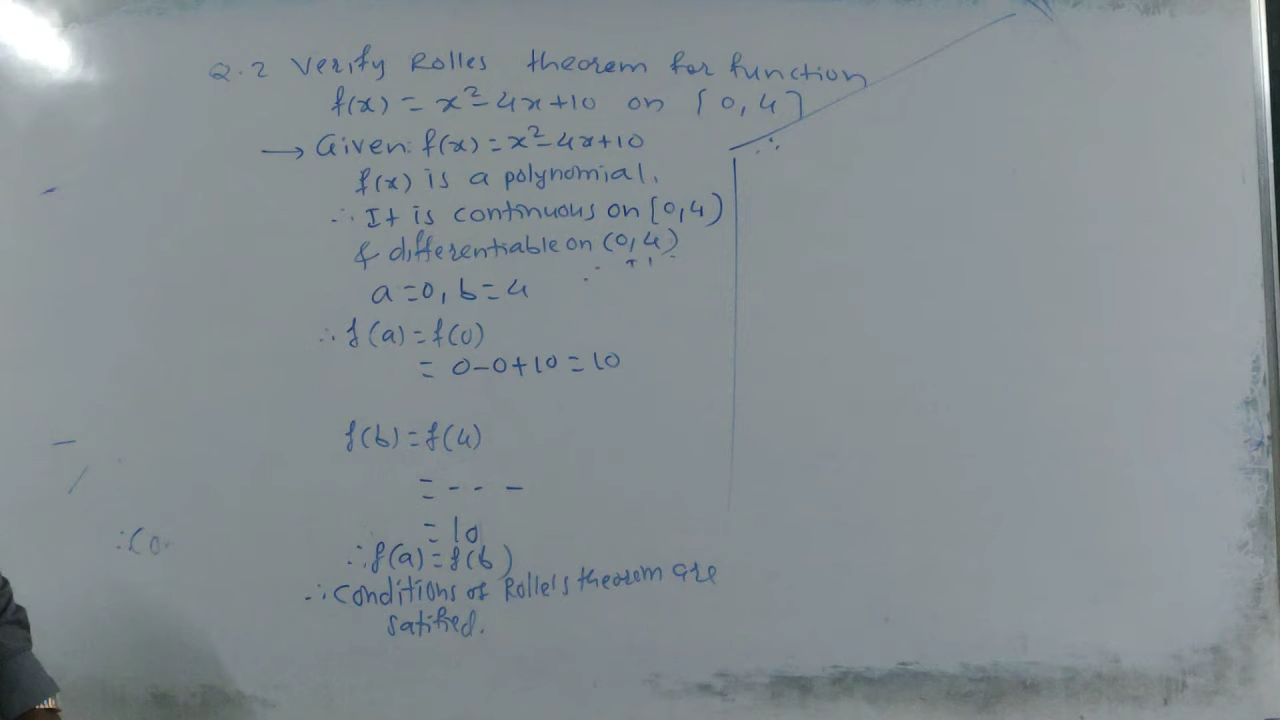 Q.2 Verify Rolles theorem for function
f(x) = x²-4x+10 on [0,4]
→ Given: f(x) = x²-4x+10
f(x) is a polynomial.
∴ It is continuous on [0,4)
& differentiable on (0,4)
a=0, b=4
∴ f(a) = f(0)
= 0-0+10 = 10
f(b) = f(4)
= - - -
= 10
∴ f(a) = f(b)
∴ conditions of Rolle's theorem are
satified.